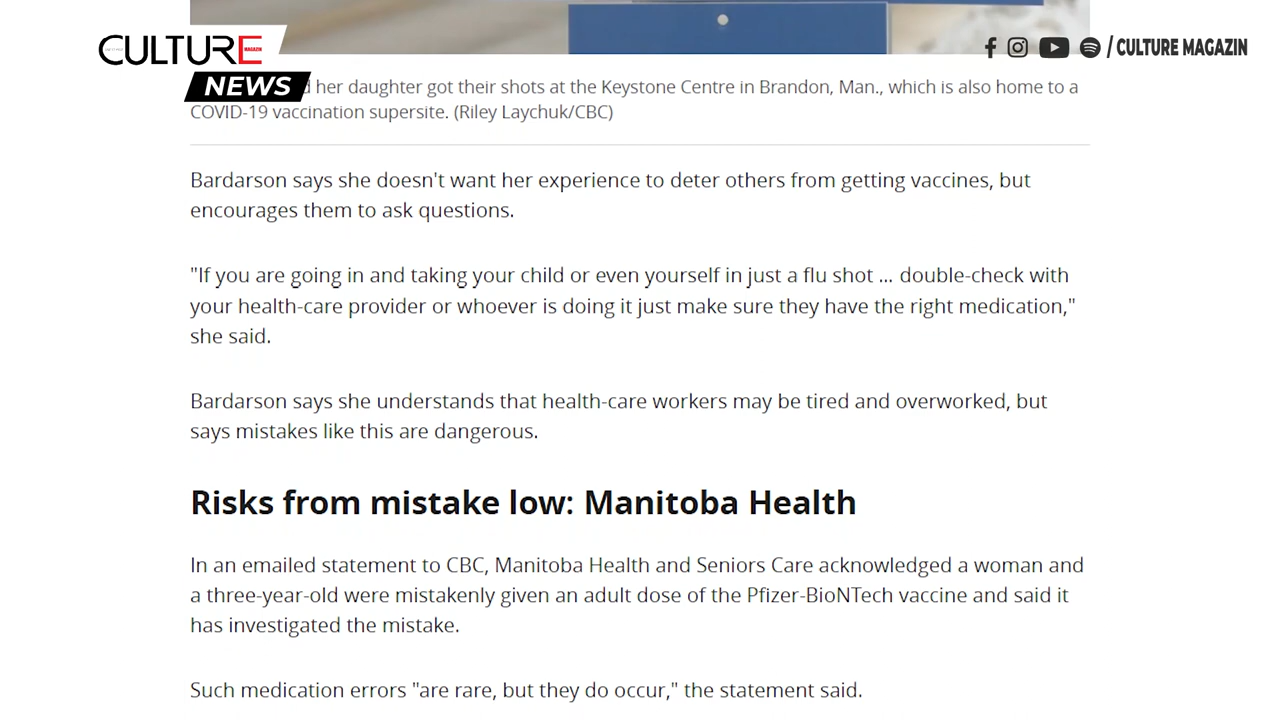 CULTURE
MAGAZIN
NEWS
/ CULTURE MAGAZIN
her daughter got their shots at the Keystone Centre in Brandon, Man., which is also home to a
COVID-19 vaccination supersite. (Riley Laychuk/CBC)
Bardarson says she doesn't want her experience to deter others from getting vaccines, but
encourages them to ask questions.
"If you are going in and taking your child or even yourself in just a flu shot ... double-check with
your health-care provider or whoever is doing it just make sure they have the right medication,"
she said.
Bardarson says she understands that health-care workers may be tired and overworked, but
says mistakes like this are dangerous.
Risks from mistake low: Manitoba Health
In an emailed statement to CBC, Manitoba Health and Seniors Care acknowledged a woman and
a three-year-old were mistakenly given an adult dose of the Pfizer-BioNTech vaccine and said it
has investigated the mistake.
Such medication errors "are rare, but they do occur," the statement said.